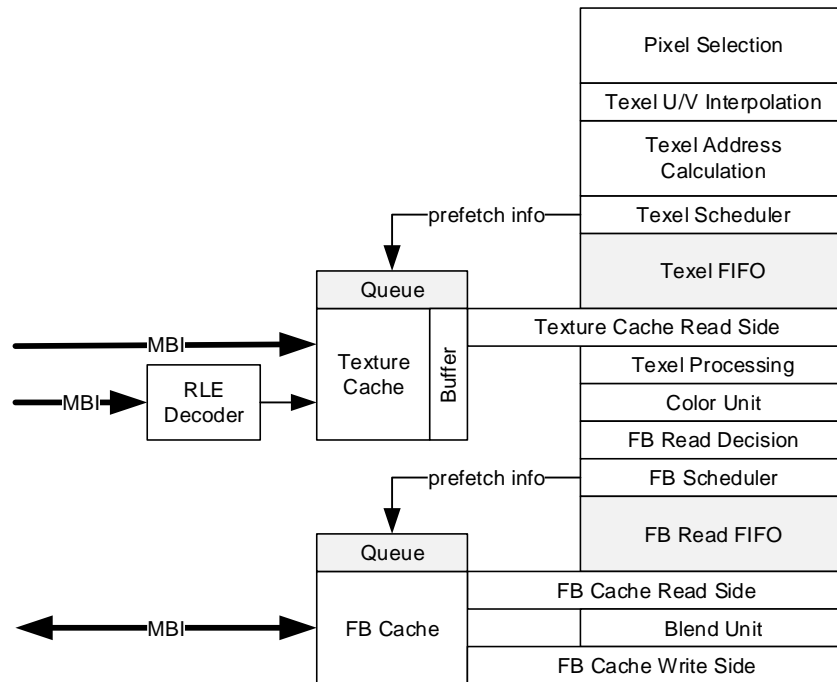 Pixel Selection
Texel U/V Interpolation
Texel Address
Calculation
prefetch info
Texel Scheduler
Queue
Texel FIFO
MBI
Texture
Cache
Buffer
Texture Cache Read Side
MBI
RLE
Decoder
Texel Processing
Color Unit
FB Read Decision
prefetch info
FB Scheduler
Queue
FB Read FIFO
MBI
FB Cache
FB Cache Read Side
Blend Unit
FB Cache Write Side